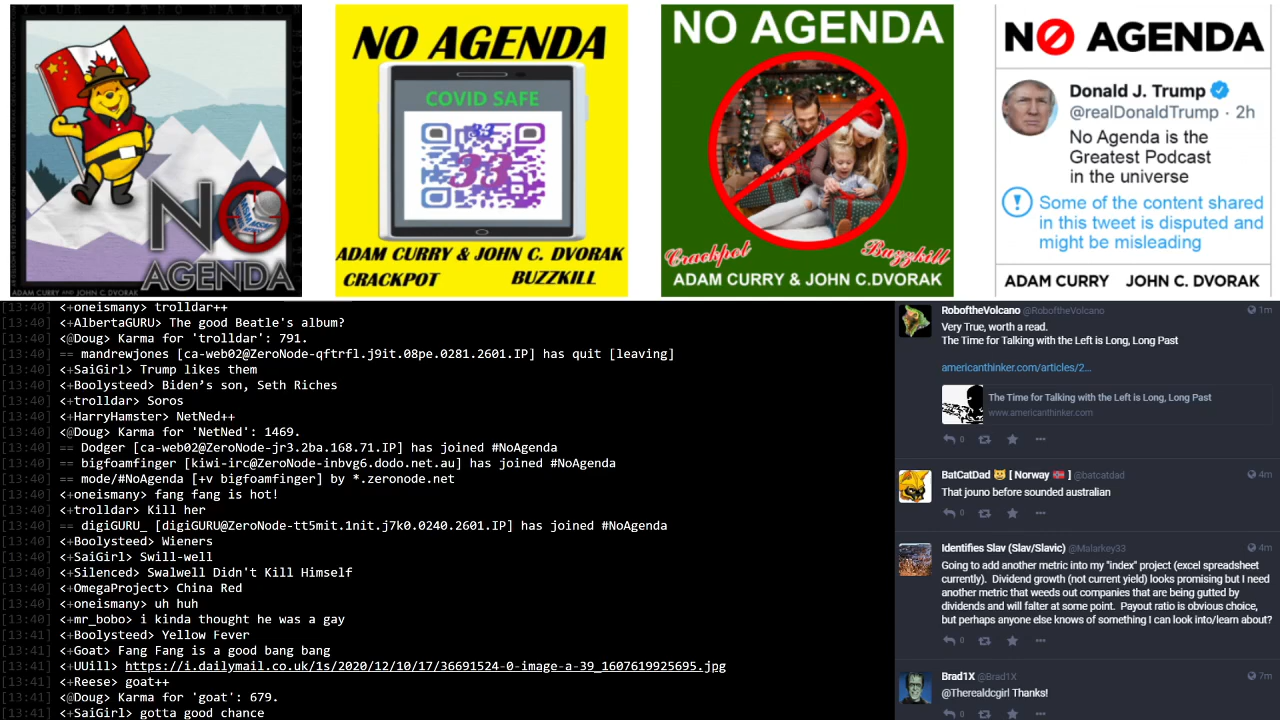 YOUR GITMO NATION
NO
AGENDA
ADAM CURRY AND JOHN C. DVORAK
NO AGENDA
COVID SAFE
33
ADAM CURRY & JOHN C. DVORAK
CRACKPOT BUZZKILL
NO AGENDA
Crackpot Buzzkill
ADAM CURRY & JOHN C.DVORAK
NO AGENDA
Donald J. Trump
@realDonaldTrump · 2h
No Agenda is the
Greatest Podcast
in the universe
Some of the content shared
in this tweet is disputed and
might be misleading
ADAM CURRY JOHN C. DVORAK
[13:40] <+oneismany> trolldar++
[13:40] <+AlbertaGURU> The good Beatle's album?
[13:40] <@Doug> Karma for 'trolldar': 791.
[13:40] == mandrewjones [ca-web02@ZeroNode-qftrfl.j9it.08pe.0281.2601.IP] has quit [leaving]
[13:40] <+SaiGirl> Trump likes them
[13:40] <+Boolysteed> Biden’s son, Seth Riches
[13:40] <+trolldar> Soros
[13:40] <+HarryHamster> NetNed++
[13:40] <@Doug> Karma for 'NetNed': 1469.
[13:40] == Dodger [ca-web02@ZeroNode-jr3.2ba.168.71.IP] has joined #NoAgenda
[13:40] == bigfoamfinger [kiwi-irc@ZeroNode-inbvg6.dodo.net.au] has joined #NoAgenda
[13:40] == mode/#NoAgenda [+v bigfoamfinger] by *.zeronode.net
[13:40] <+oneismany> fang fang is hot!
[13:40] <+trolldar> Kill her
[13:40] == digiGURU_ [digiGURU@ZeroNode-tt5mit.1nit.j7k0.0240.2601.IP] has joined #NoAgenda
[13:40] <+Boolysteed> Wieners
[13:40] <+SaiGirl> Swill-well
[13:40] <+Silenced> Swalwell Didn't Kill Himself
[13:40] <+OmegaProject> China Red
[13:40] <+oneismany> uh huh
[13:40] <+mr_bobo> i kinda thought he was a gay
[13:41] <+Boolysteed> Yellow Fever
[13:41] <+Goat> Fang Fang is a good bang bang
[13:41] <+UUill> https://i.dailymail.co.uk/1s/2020/12/10/17/36691524-0-image-a-39_1607619925695.jpg
[13:41] <+Reese> goat++
[13:41] <@Doug> Karma for 'goat': 679.
[13:41] <+SaiGirl> gotta good chance
RoboftheVolcano @RoboftheVolcano 1m
Very True, worth a read.
The Time for Talking with the Left is Long, Long Past
americanthinker.com/articles/2...
The Time for Talking with the Left is Long, Long Past
www.americanthinker.com
0
BatCatDad [ Norway ] @batcatdad 4m
That jouno before sounded australian
0
Identifies Slav (Slav/Slavic) @Malarkey33 4m
Going to add another metric into my "index" project (excel spreadsheet
currently). Dividend growth (not current yield) looks promising but I need
another metric that weeds out companies that are being gutted by
dividends and will falter at some point. Payout ratio is obvious choice,
but perhaps anyone else knows of something I can look into/learn about?
0
Brad1X @Brad1X 7m
@Therealdcgirl Thanks!
0